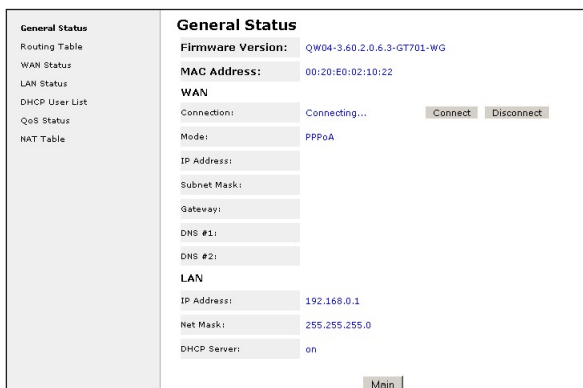 General Status
Routing Table
WAN Status
LAN Status
DHCP User List
QoS Status
NAT Table
General Status
Firmware Version: QW04-3.60.2.0.6.3-GT701-WG
MAC Address: 00:20:E0:02:10:22
WAN
Connection: Connecting... Connect Disconnect
Mode: PPPoA
IP Address:
Subnet Mask:
Gateway:
DNS #1:
DNS #2:
LAN
IP Address: 192.168.0.1
Net Mask: 255.255.255.0
DHCP Server: on
Main